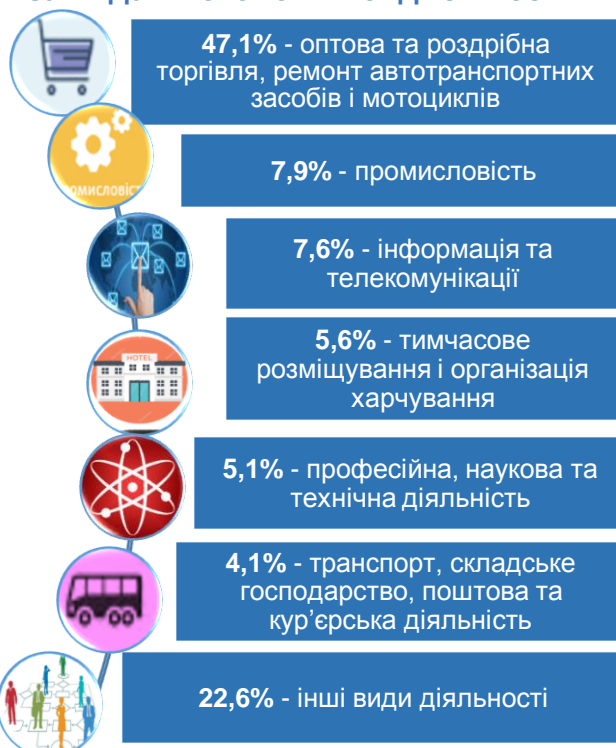 47,1% - оптова та роздрібна
торгівля, ремонт автотранспортних
засобів і мотоциклів
7,9% - промисловість
7,6% - інформація та
телекомунікації
HOTEL
5,6% - тимчасове
розміщування і організація
харчування
5,1% - професійна, наукова та
технічна діяльність
4,1% - транспорт, складське
господарство, поштова та
кур’єрська діяльність
22,6% - інші види діяльності